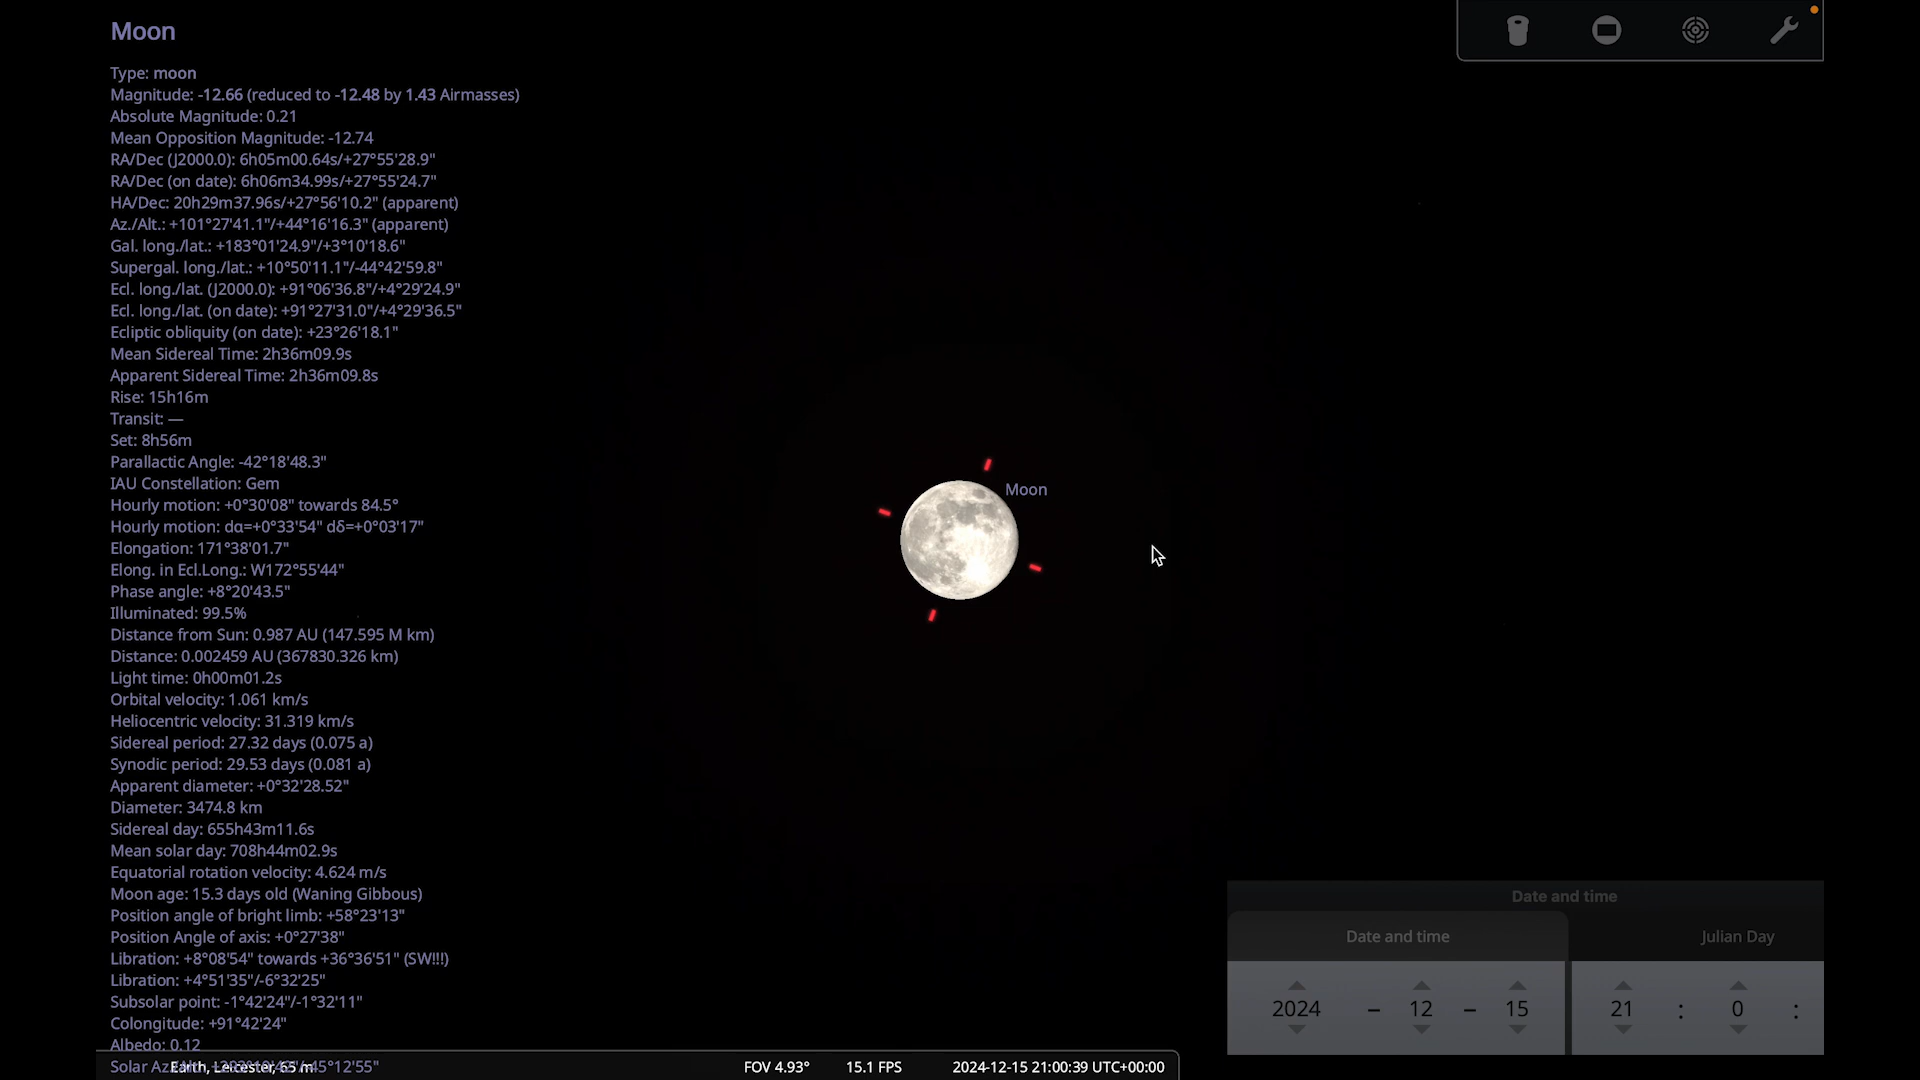 Moon
Type: moon
Magnitude: -12.66 (reduced to -12.48 by 1.43 Airmasses)
Absolute Magnitude: 0.21
Mean Opposition Magnitude: -12.74
RA/Dec (J2000.0): 6h05m00.64s/+27°55'28.9"
RA/Dec (on date): 6h06m34.99s/+27°55'24.7"
HA/Dec: 20h29m37.96s/+27°56'10.2" (apparent)
Az./Alt.: +101°27'41.1"/+44°16'16.3" (apparent)
Gal. long./lat.: +183°01'24.9"/+3°10'18.6"
Supergal. long./lat.: +10°50'11.1"/-44°42'59.8"
Ecl. long./lat. (J2000.0): +91°06'36.8"/+4°29'24.9"
Ecl. long./lat. (on date): +91°27'31.0"/+4°29'36.5"
Ecliptic obliquity (on date): +23°26'18.1"
Mean Sidereal Time: 2h36m09.9s
Apparent Sidereal Time: 2h36m09.8s
Rise: 15h16m
Transit: —
Set: 8h56m
Parallactic Angle: -42°18'48.3"
IAU Constellation: Gem
Hourly motion: +0°30'08" towards 84.5°
Hourly motion: dα=+0°33'54" dδ=+0°03'17"
Elongation: 171°38'01.7"
Elong. in Ecl.Long.: W172°55'44"
Phase angle: +8°20'43.5"
Illuminated: 99.5%
Distance from Sun: 0.987 AU (147.595 M km)
Distance: 0.002459 AU (367830.326 km)
Light time: 0h00m01.2s
Orbital velocity: 1.061 km/s
Heliocentric velocity: 31.319 km/s
Sidereal period: 27.32 days (0.075 a)
Synodic period: 29.53 days (0.081 a)
Apparent diameter: +0°32'28.52"
Diameter: 3474.8 km
Sidereal day: 655h43m11.6s
Mean solar day: 708h44m02.9s
Equatorial rotation velocity: 4.624 m/s
Moon age: 15.3 days old (Waning Gibbous)
Position angle of bright limb: +58°23'13"
Position Angle of axis: +0°27'38"
Libration: +8°08'54" towards +36°36'51" (SW!!!)
Libration: +4°51'35"/-6°32'25"
Subsolar point: -1°42'24"/-1°32'11"
Colongitude: +91°42'24"
Albedo: 0.12
Solar Az
45°12'55"
Earth, Leicester, 65 m
FOV 4.93°
15.1 FPS
2024-12-15 21:00:39 UTC+00:00
Moon
Date and time
Date and time
Julian Day
2024 – 12 – 15
21 : 0 :